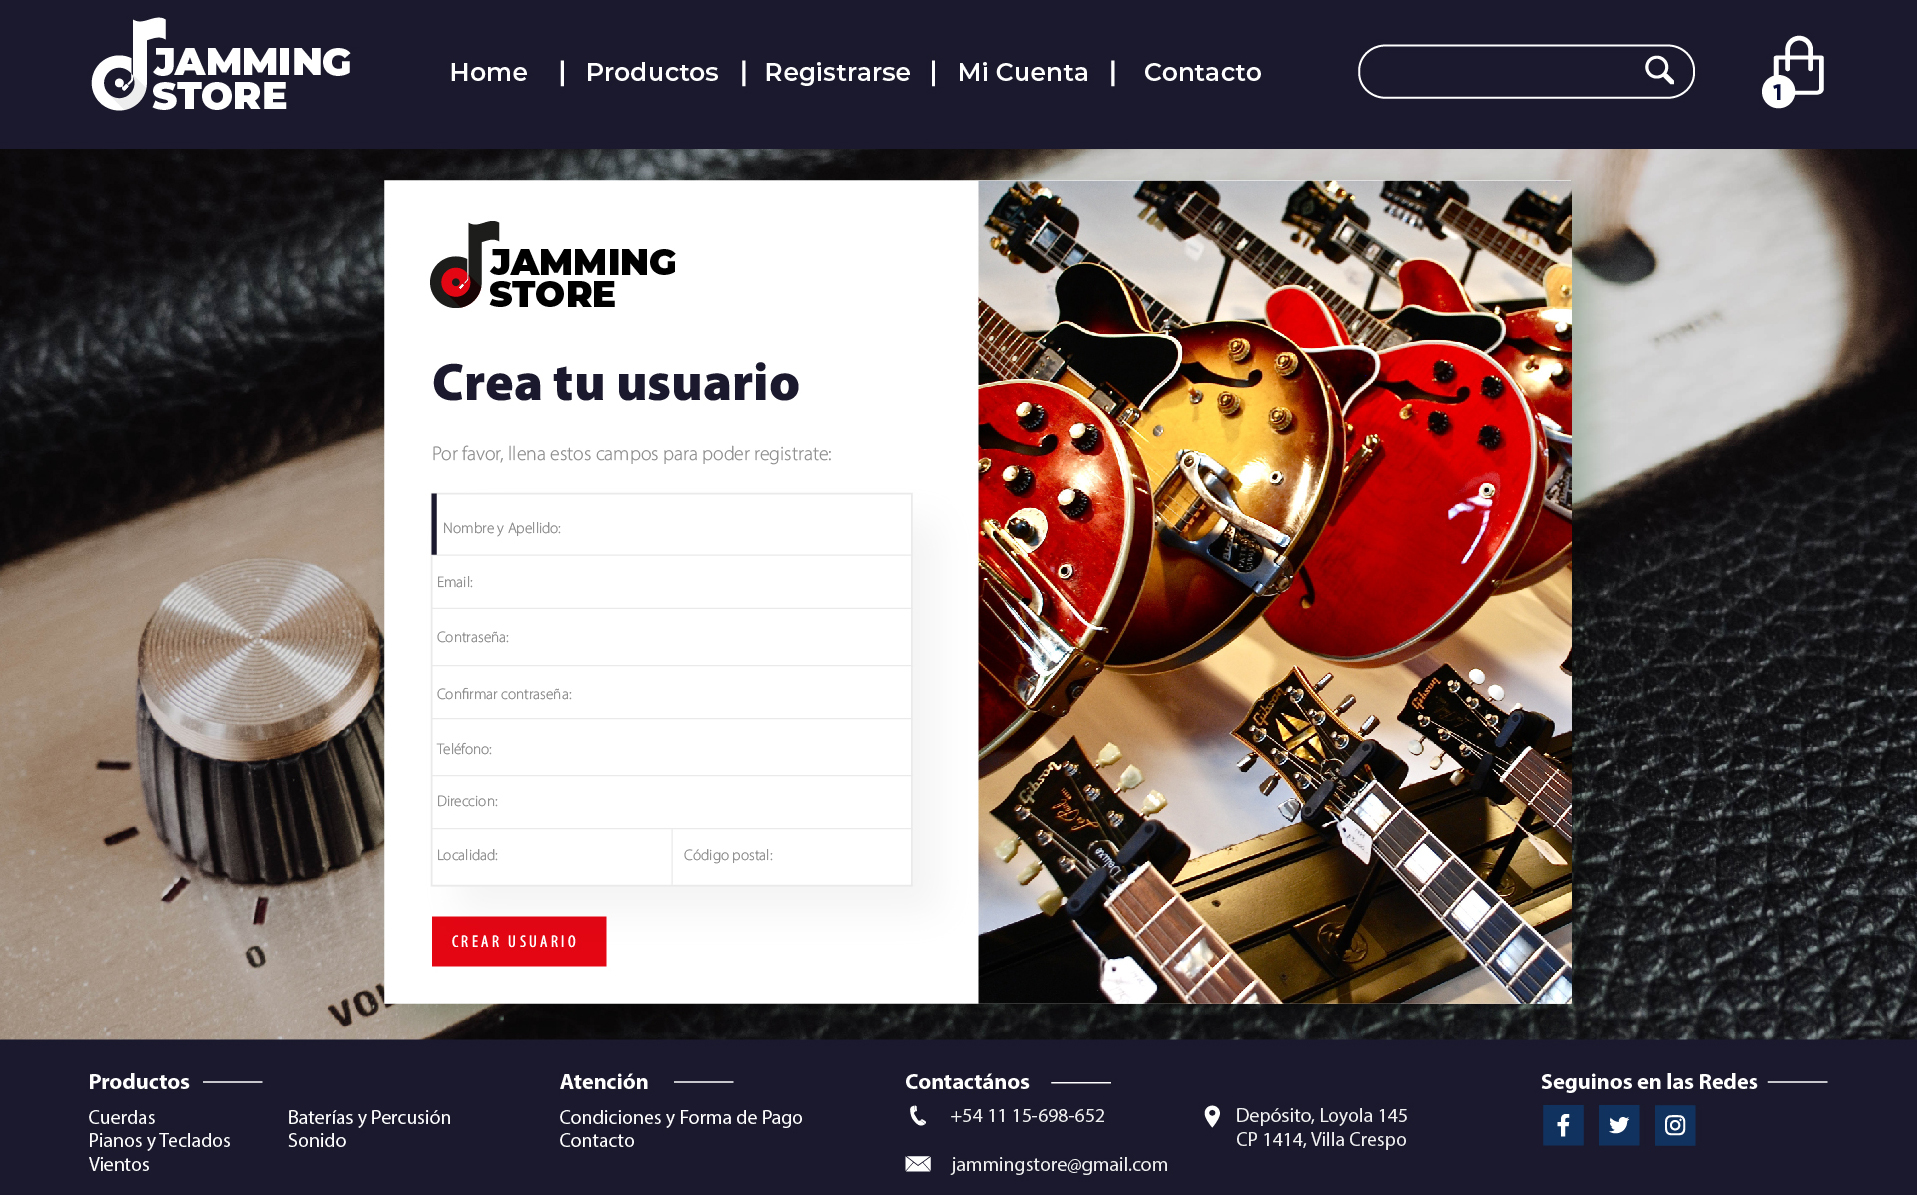 JAMMING
STORE
Home | Productos | Registrarse | Mi Cuenta | Contacto
1
JAMMING
STORE
Crea tu usuario
Por favor, llena estos campos para poder registrate:
Nombre y Apellido:
Email:
Contraseña:
Confirmar contraseña:
Teléfono:
Direccion:
Localidad:
Código postal:
CREAR USUARIO
Gibson
Gibson
Gibson
0
VOL
Productos
Cuerdas
Pianos y Teclados
Vientos
Baterías y Percusión
Sonido
Atención
Condiciones y Forma de Pago
Contacto
Contactános
+54 11 15-698-652
jammingstore@gmail.com
Depósito, Loyola 145
CP 1414, Villa Crespo
Seguinos en las Redes